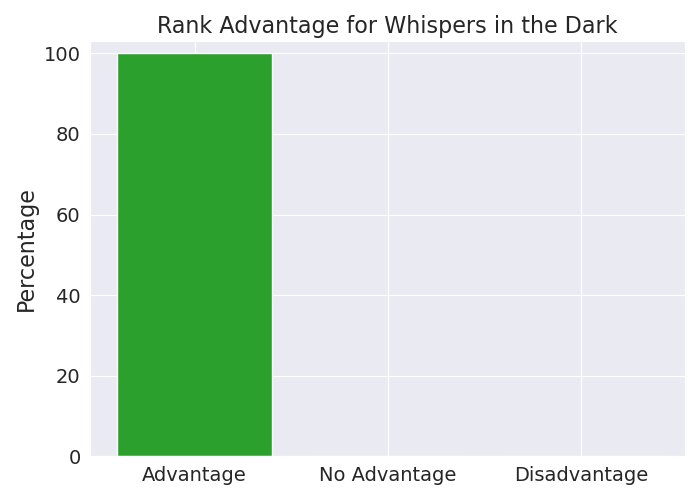 Rank Advantage for Whispers in the Dark
Percentage
100
80
60
40
20
0
Advantage
No Advantage
Disadvantage